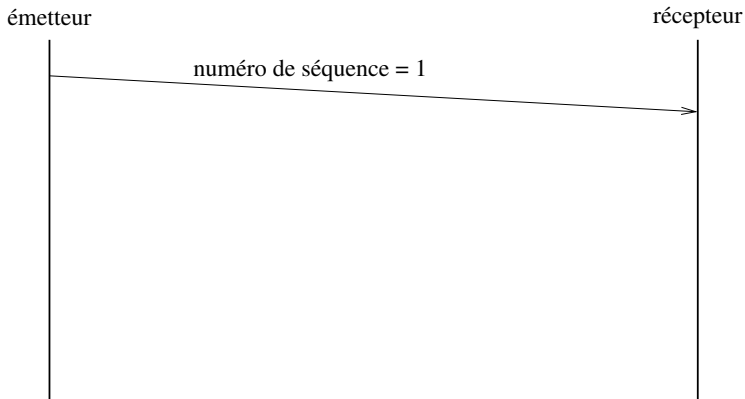 émetteur
récepteur
numéro de séquence = 1